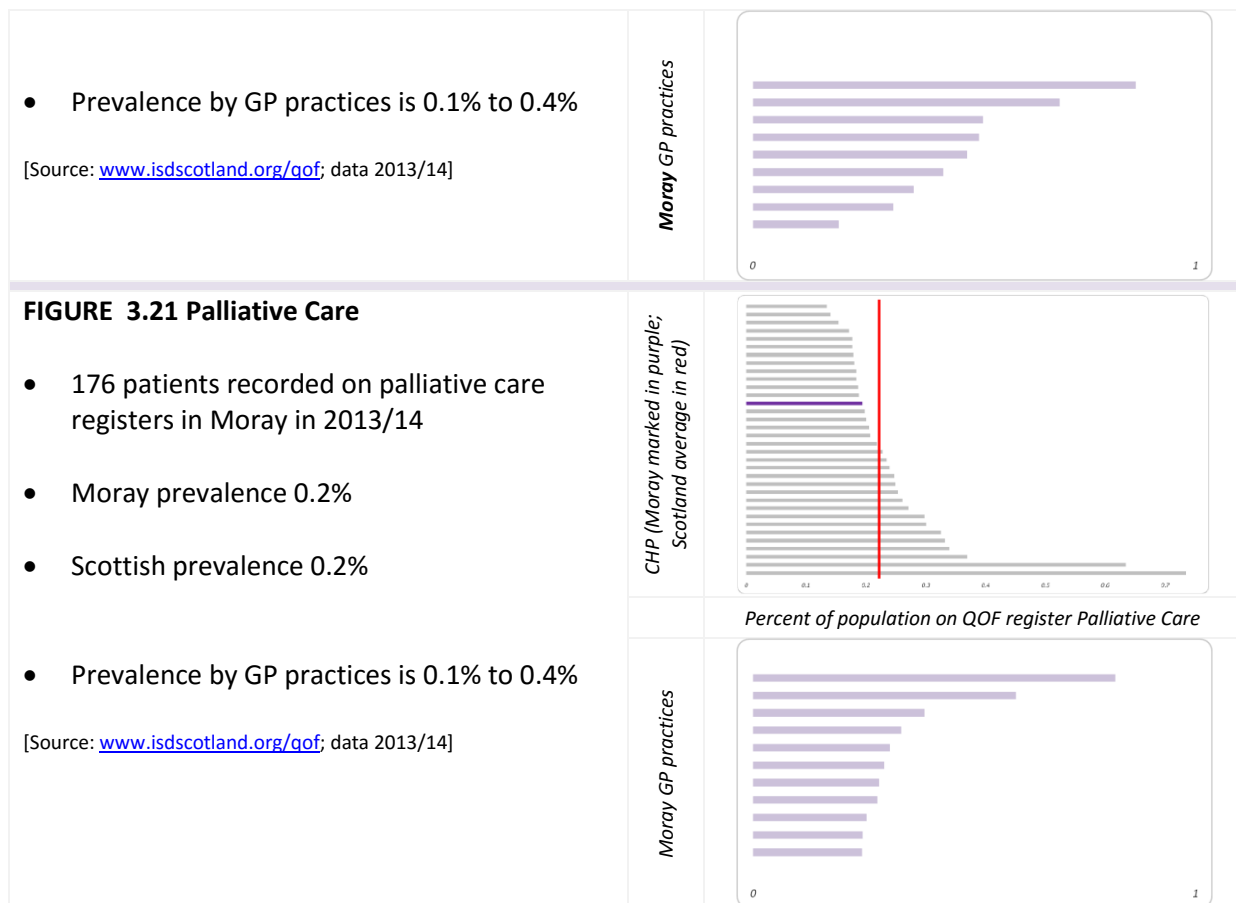 • Prevalence by GP practices is 0.1% to 0.4%
[Source: www.isdscotland.org/qof; data 2013/14]
Moray GP practices
0 1
FIGURE 3.21 Palliative Care
• 176 patients recorded on palliative care
registers in Moray in 2013/14
• Moray prevalence 0.2%
• Scottish prevalence 0.2%
CHP (Moray marked in purple;
Scotland average in red)
0 0.1 0.2 0.3 0.4 0.5 0.6 0.7
Percent of population on QOF register Palliative Care
• Prevalence by GP practices is 0.1% to 0.4%
[Source: www.isdscotland.org/qof; data 2013/14]
Moray GP practices
0 1